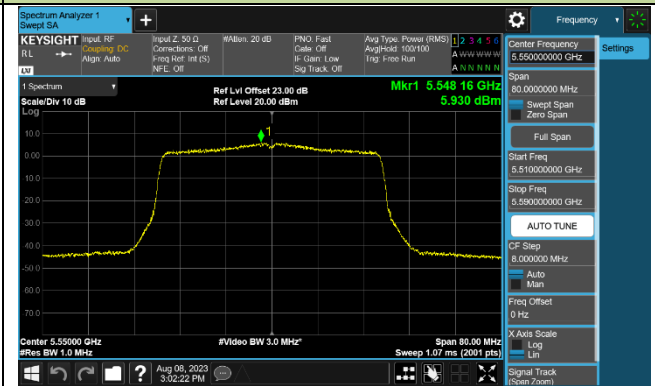 Spectrum Analyzer 1
Swept SA
+
Frequency
KEYSIGHT
RL
LXI
Input: RF
Coupling: DC
Align: Auto
Input Z: 50 Ω
Corrections: Off
Freq Ref: Int (S)
NFE: Off
#Atten: 20 dB
PNO: Fast
Gate: Off
IF Gain: Low
Sig Track: Off
Avg Type: Power (RMS)
Avg|Hold: 100/100
Trig: Free Run
1 2 3 4 5 6
A W W W W W
A N N N N N
1 Spectrum
Scale/Div 10 dB
Log
Ref Lvl Offset 23.00 dB
Ref Level 20.00 dBm
Mkr1 5.548 16 GHz
5.930 dBm
1
10.0
0.00
-10.0
-20.0
-30.0
-40.0
-50.0
-60.0
-70.0
Center 5.55000 GHz
#Res BW 1.0 MHz
#Video BW 3.0 MHz*
Span 80.00 MHz
Sweep 1.07 ms (2001 pts)
Aug 08, 2023
3:02:22 PM
?
Center Frequency
5.550000000 GHz
Settings
Span
80.0000000 MHz
Swept Span
Zero Span
Full Span
Start Freq
5.510000000 GHz
Stop Freq
5.590000000 GHz
AUTO TUNE
CF Step
8.000000 MHz
Auto
Man
Freq Offset
0 Hz
X Axis Scale
Log
Lin
Signal Track
(Span Zoom)